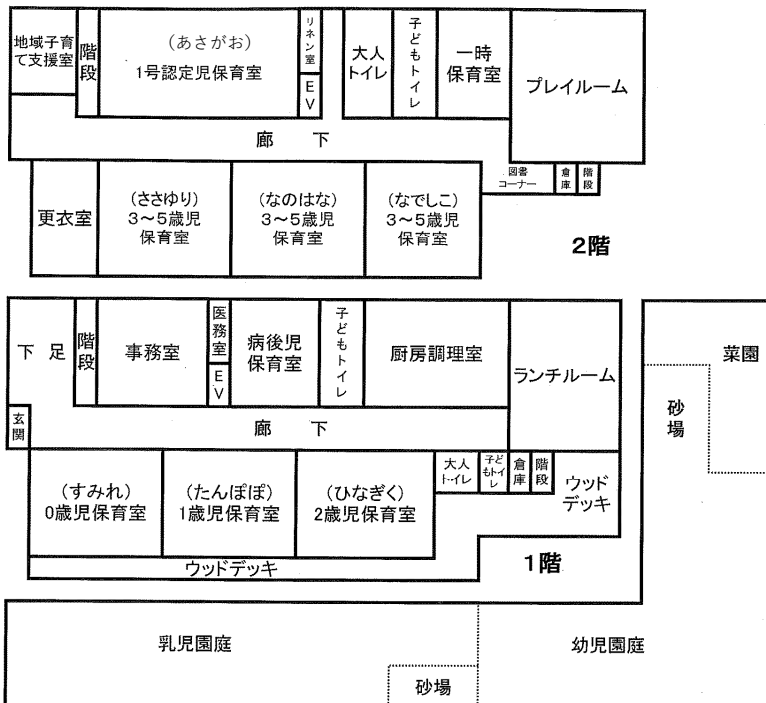 地域子育
て支援室
階段
(あさがお)
1号認定児保育室
リネン室
EV
大人
トイレ
子どもトイレ
一時
保育室
プレイルーム
廊 下
更衣室
(ささゆり)
3～5歳児
保育室
(なのはな)
3～5歳児
保育室
(なでしこ)
3～5歳児
保育室
図書
コーナー
倉庫
階段
2階
下 足
階段
事務室
医務室
EV
病後児
保育室
子どもトイレ
厨房調理室
ランチルーム
菜園
砂場
玄関
廊 下
(すみれ)
0歳児保育室
(たんぽぽ)
1歳児保育室
(ひなぎく)
2歳児保育室
大人
トイレ
子ど
もトイ
レ
倉庫
階段
ウッド
デッキ
ウッドデッキ
1階
乳児園庭
砂場
幼児園庭